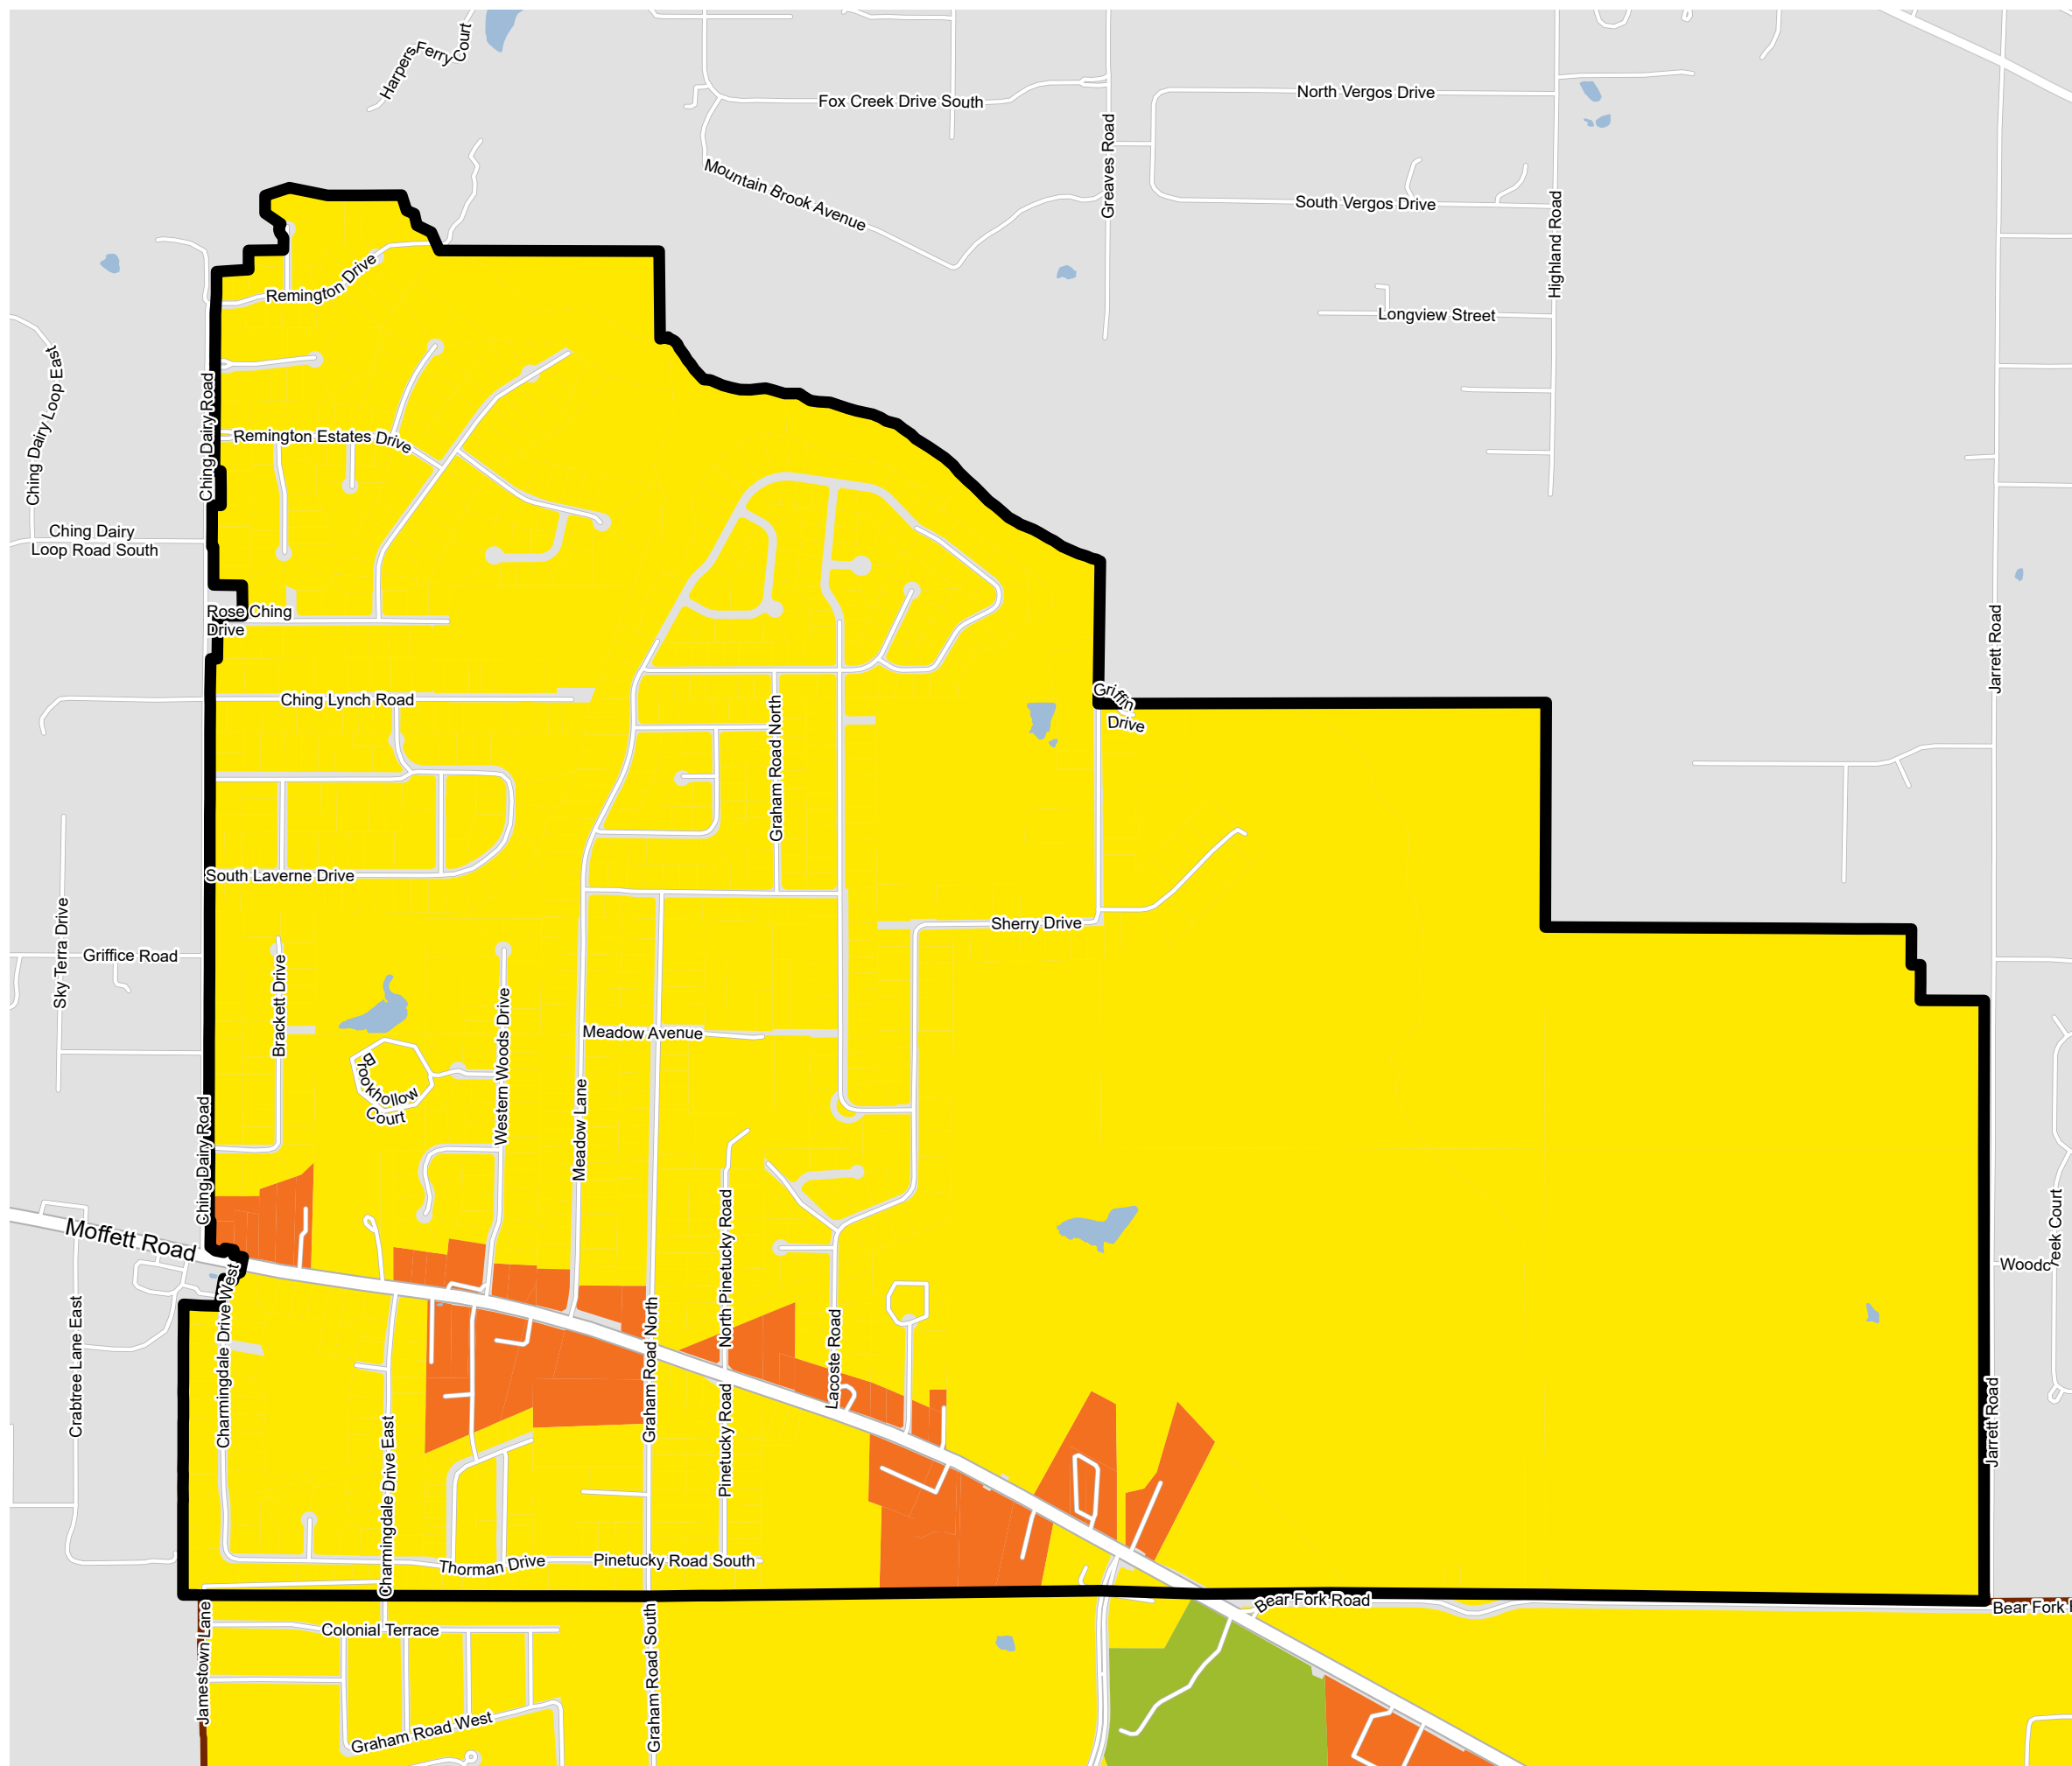 Harpers Ferry Court
Fox Creek Drive South
North Vergos Drive
Greaves Road
Mountain Brook Avenue
South Vergos Drive
Highland Road
Remington Drive
Longview Street
Ching Dairy Loop East
Ching Dairy Road
Remington Estates Drive
Ching Dairy
Loop Road South
Rose Ching
Drive
Jarrett Road
Ching Lynch Road
Griffin
Drive
Graham Road North
South Laverne Drive
Sherry Drive
Sky Terra Drive
Griffice Road
Brackett Drive
Western Woods Drive
Meadow Avenue
Brookhollow
Court
Meadow Lane
Ching Dairy Road
Moffett Road
North Pinetucky Road
Woodc
reek Court
Crabtree Lane East
Charmingdale Drive West
Graham Road North
Lacoste Road
Pinetucky Road
Charmingdale Drive East
Jarrett Road
Thorman Drive
Pinetucky Road South
Bear Fork Road
Bear Fork
Jamestown Lane
Colonial Terrace
Graham Road South
Graham Road West